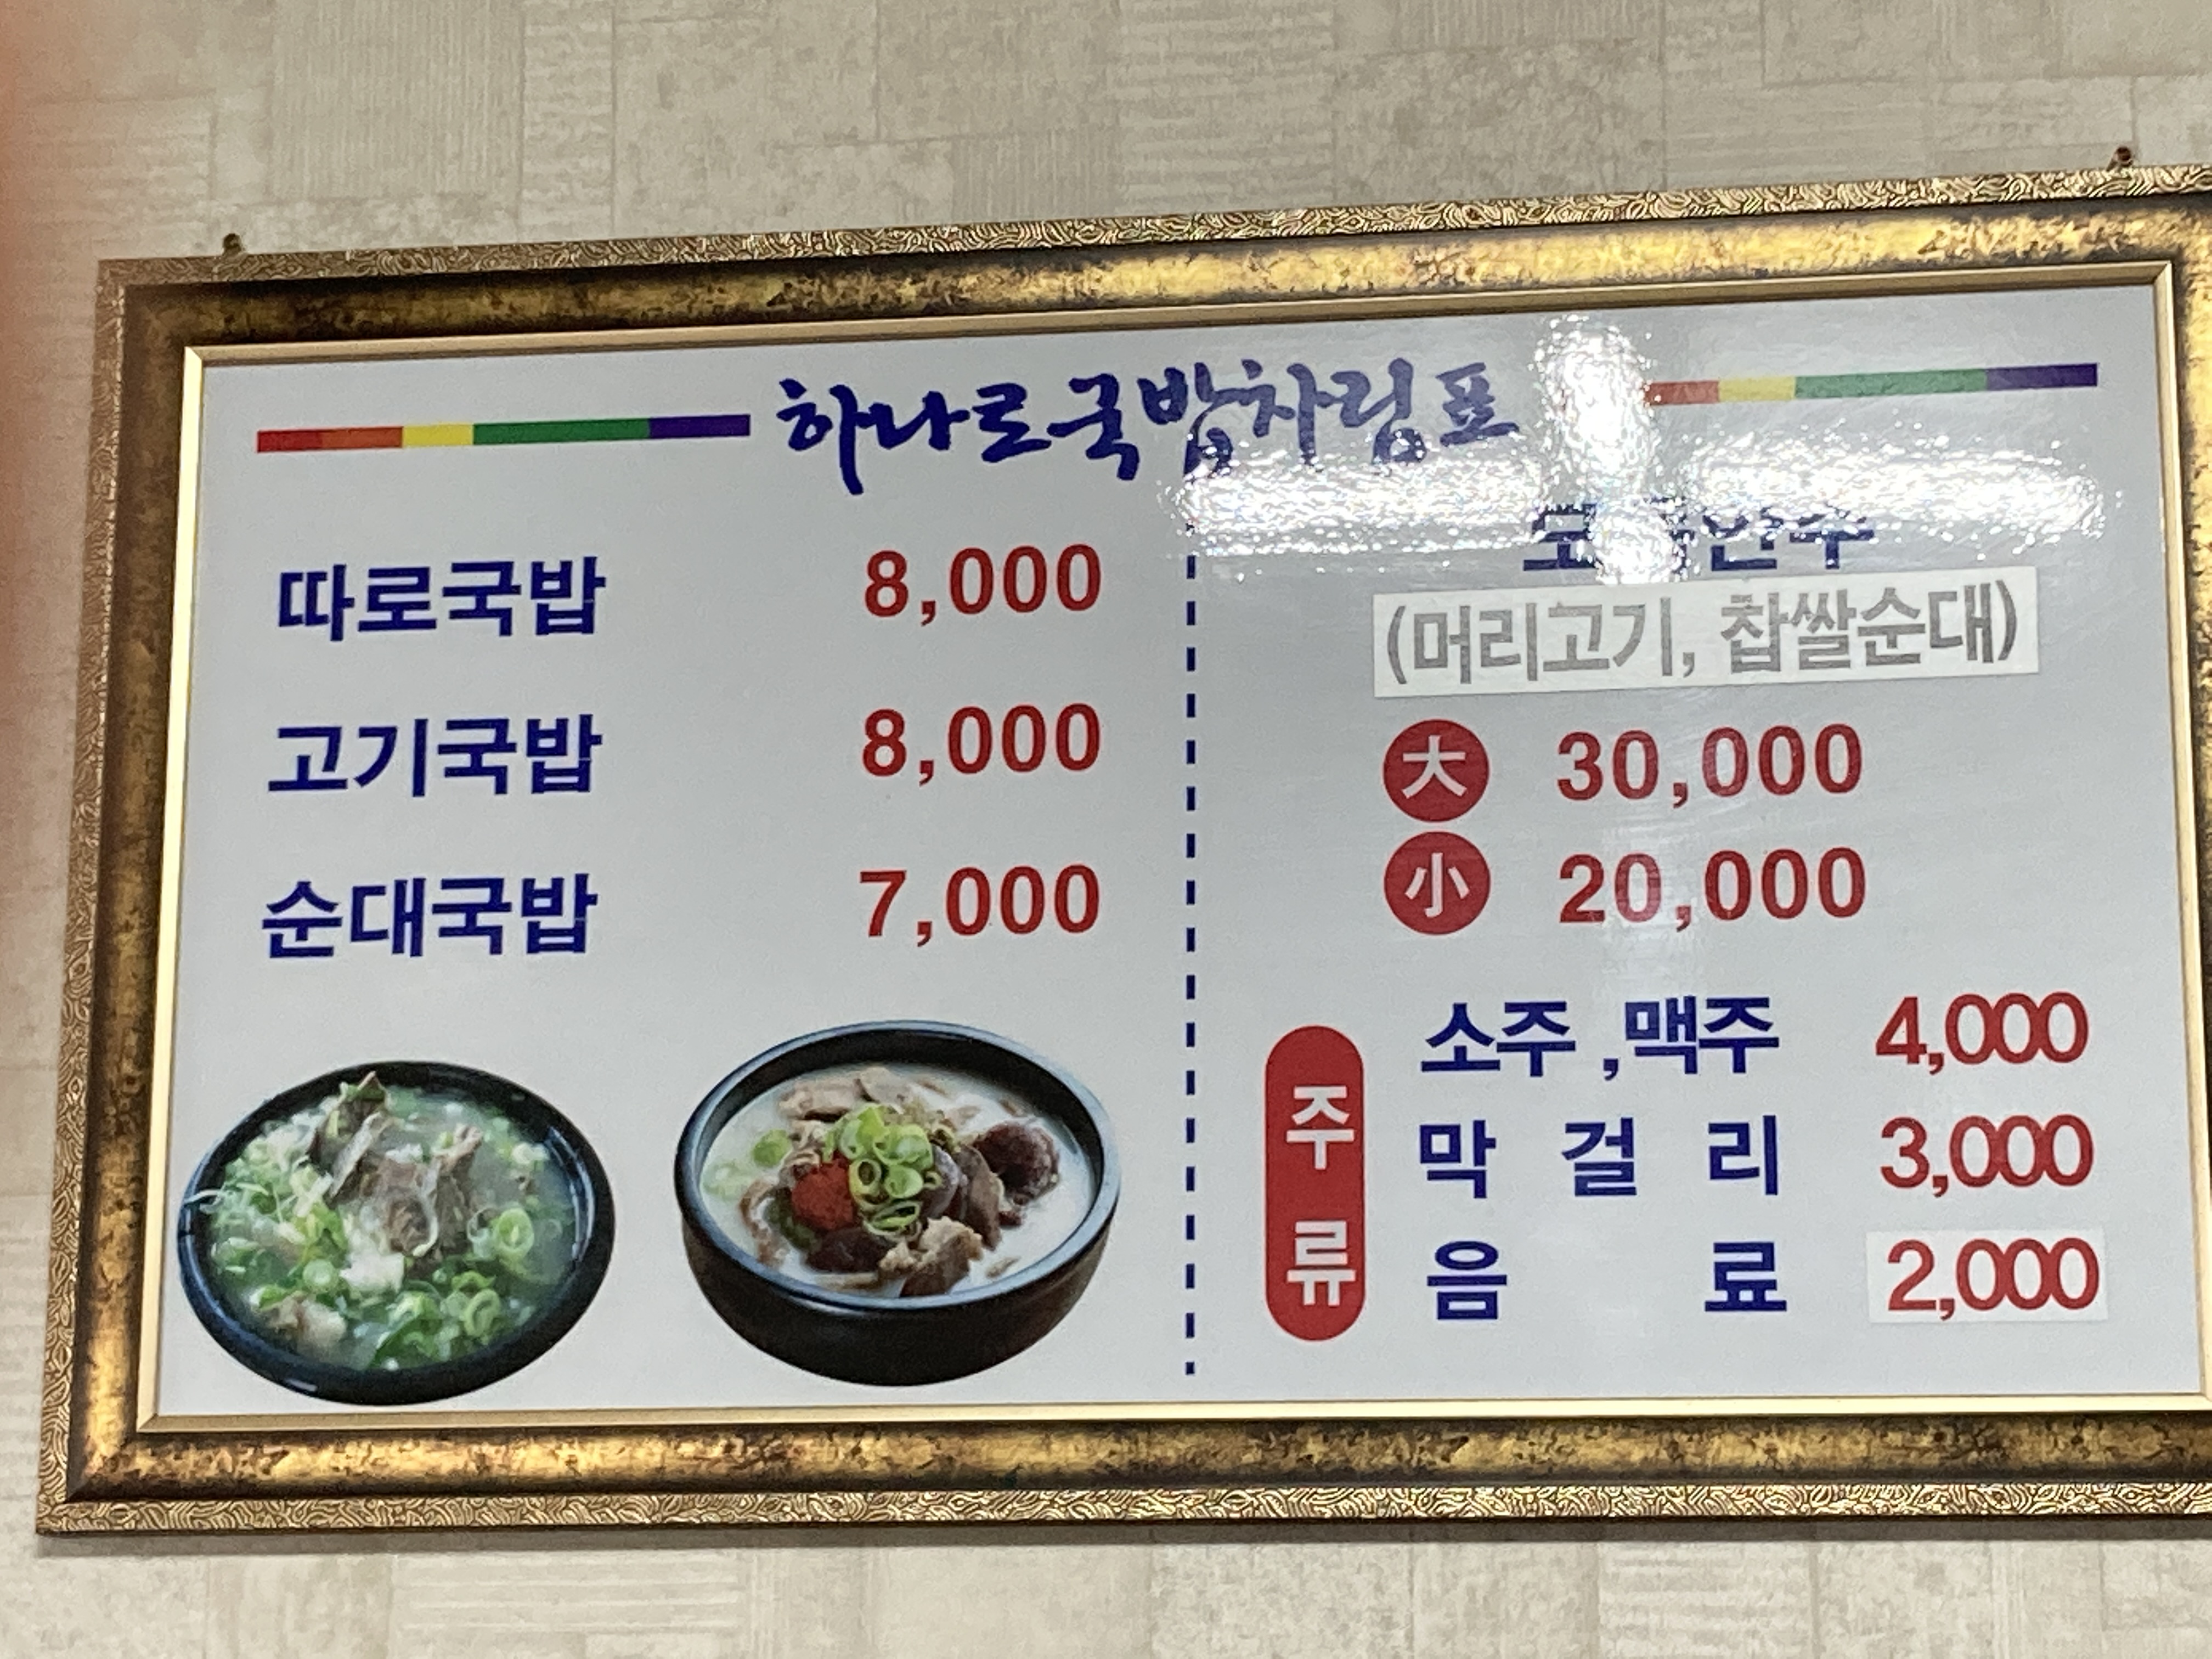 하나로국밥차림표
따로국밥 8,000
고기국밥 8,000
순대국밥 7,000
(머리고기, 찹쌀순대)
大 30,000
小 20,000
주류
소주 ,맥주 4,000
막 걸 리 3,000
음 료 2,000